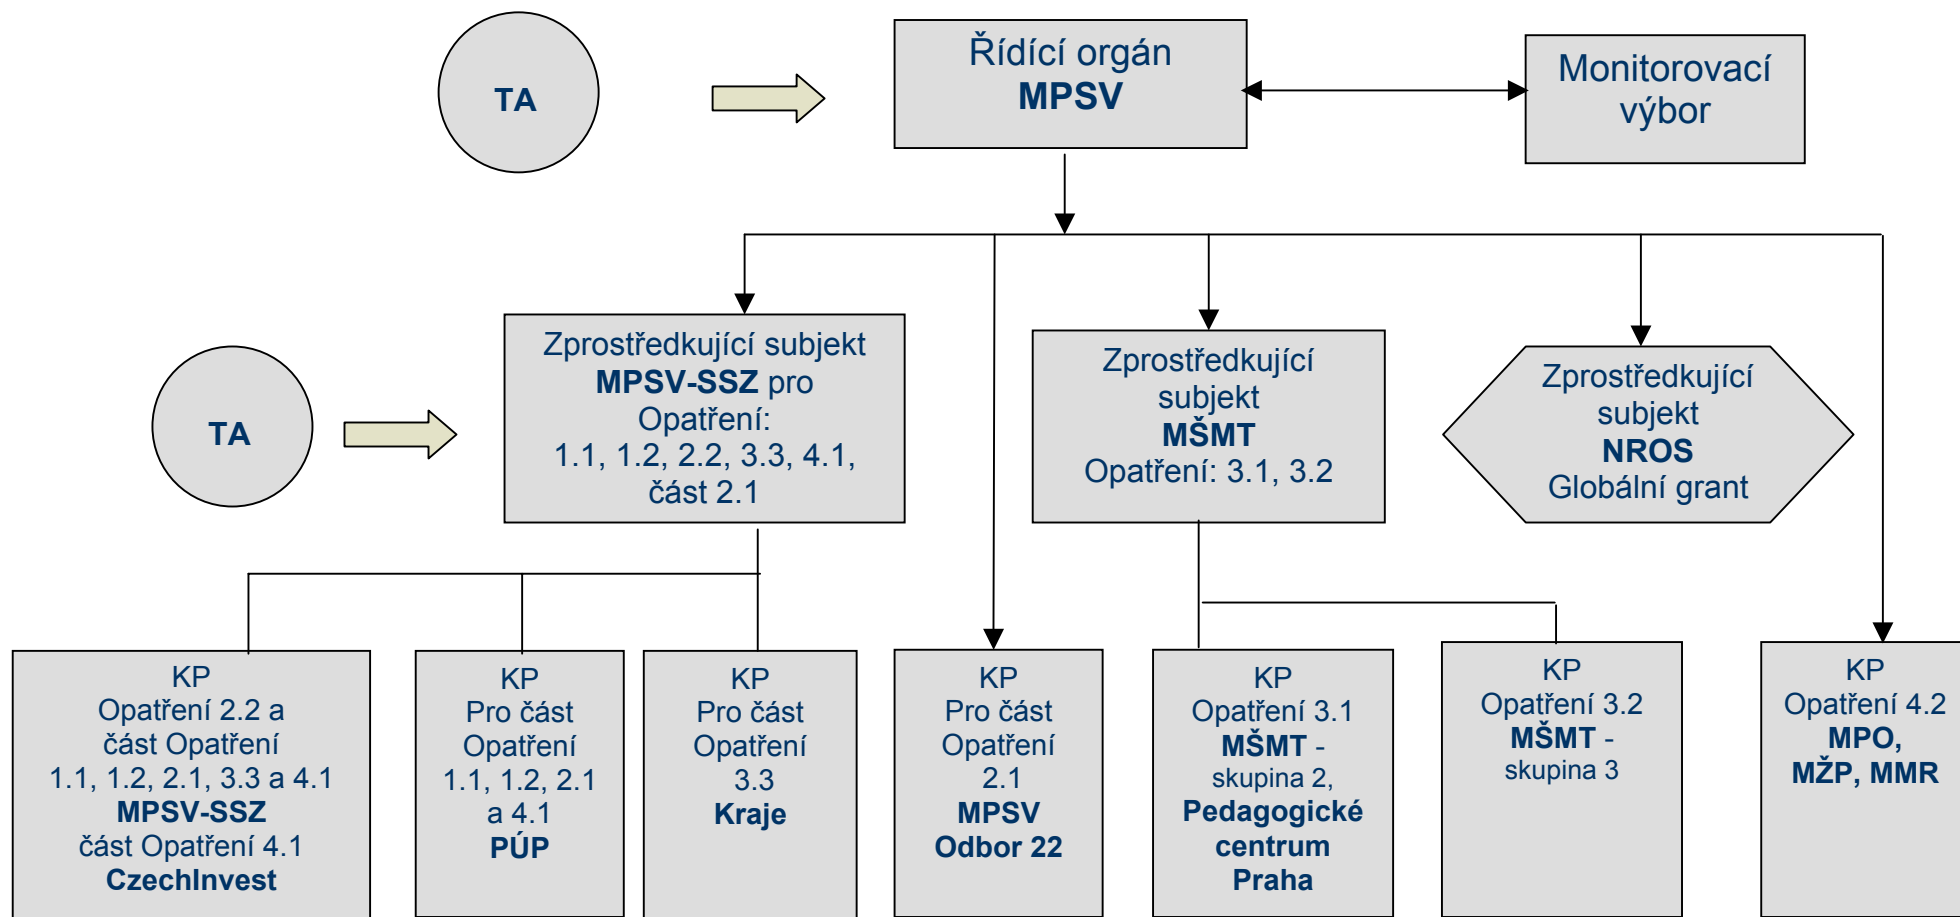 TA
Řídící orgán
MPSV
Monitorovací
výbor
TA
Zprostředkující subjekt
MPSV-SSZ pro
Opatření:
1.1, 1.2, 2.2, 3.3, 4.1,
část 2.1
Zprostředkující
subjekt
MŠMT
Opatření: 3.1, 3.2
Zprostředkující
subjekt
NROS
Globální grant
KP
Opatření 2.2 a
část Opatření
1.1, 1.2, 2.1, 3.3 a 4.1
MPSV-SSZ
část Opatření 4.1
CzechInvest
KP
Pro část
Opatření
1.1, 1.2, 2.1
a 4.1
PÚP
KP
Pro část
Opatření
3.3
Kraje
KP
Pro část
Opatření
2.1
MPSV
Odbor 22
KP
Opatření 3.1
MŠMT -
skupina 2,
Pedagogické
centrum
Praha
KP
Opatření 3.2
MŠMT -
skupina 3
KP
Opatření 4.2
MPO,
MŽP, MMR